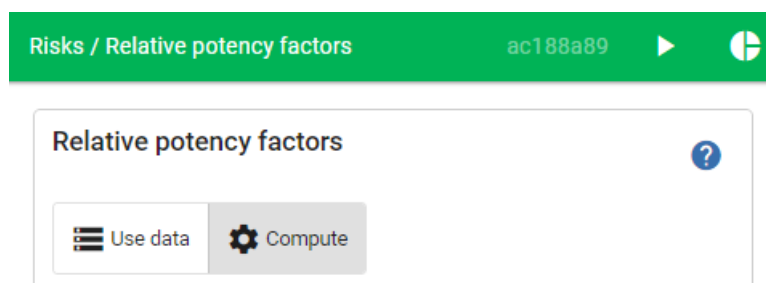 Risks / Relative potency factors ac188a89
Relative potency factors
?
Use data Compute